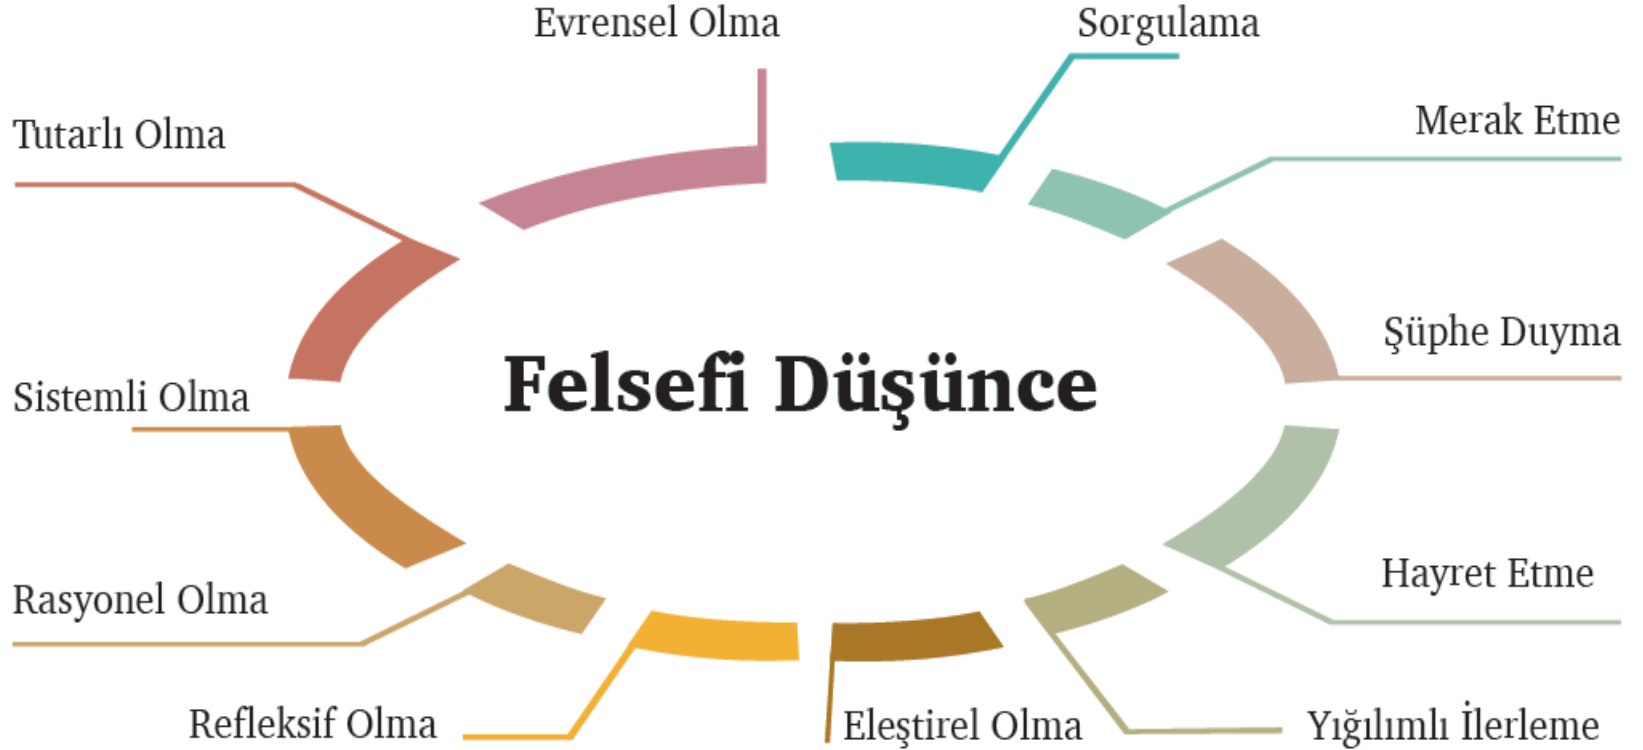 Evrensel Olma
Sorgulama
Merak Etme
Tutarlı Olma
Şüphe Duyma
Felsefi Düşünce
Sistemli Olma
Hayret Etme
Rasyonel Olma
Refleksif Olma
Eleştirel Olma
Yığılımlı İlerleme